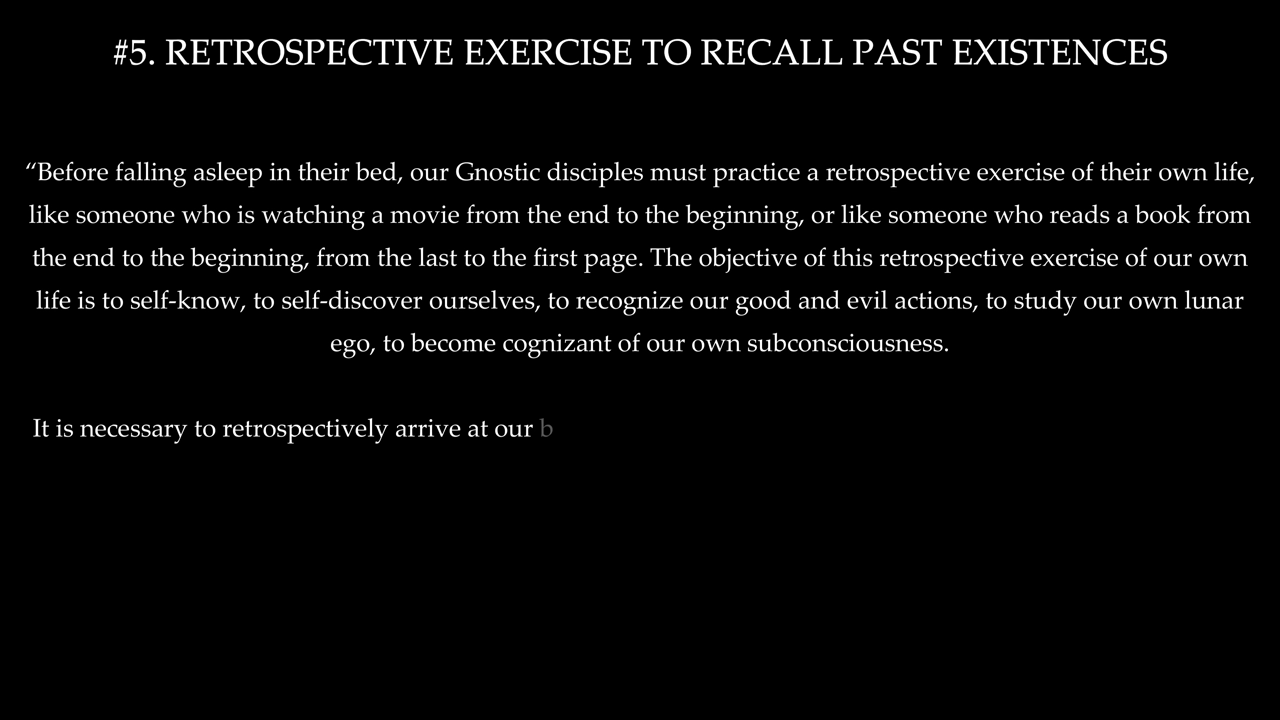 #5. RETROSPECTIVE EXERCISE TO RECALL PAST EXISTENCES
“Before falling asleep in their bed, our Gnostic disciples must practice a retrospective exercise of their own life,
like someone who is watching a movie from the end to the beginning, or like someone who reads a book from
the end to the beginning, from the last to the first page. The objective of this retrospective exercise of our own
life is to self-know, to self-discover ourselves, to recognize our good and evil actions, to study our own lunar
ego, to become cognizant of our own subconsciousness.
It is necessary to retrospectively arrive at our b